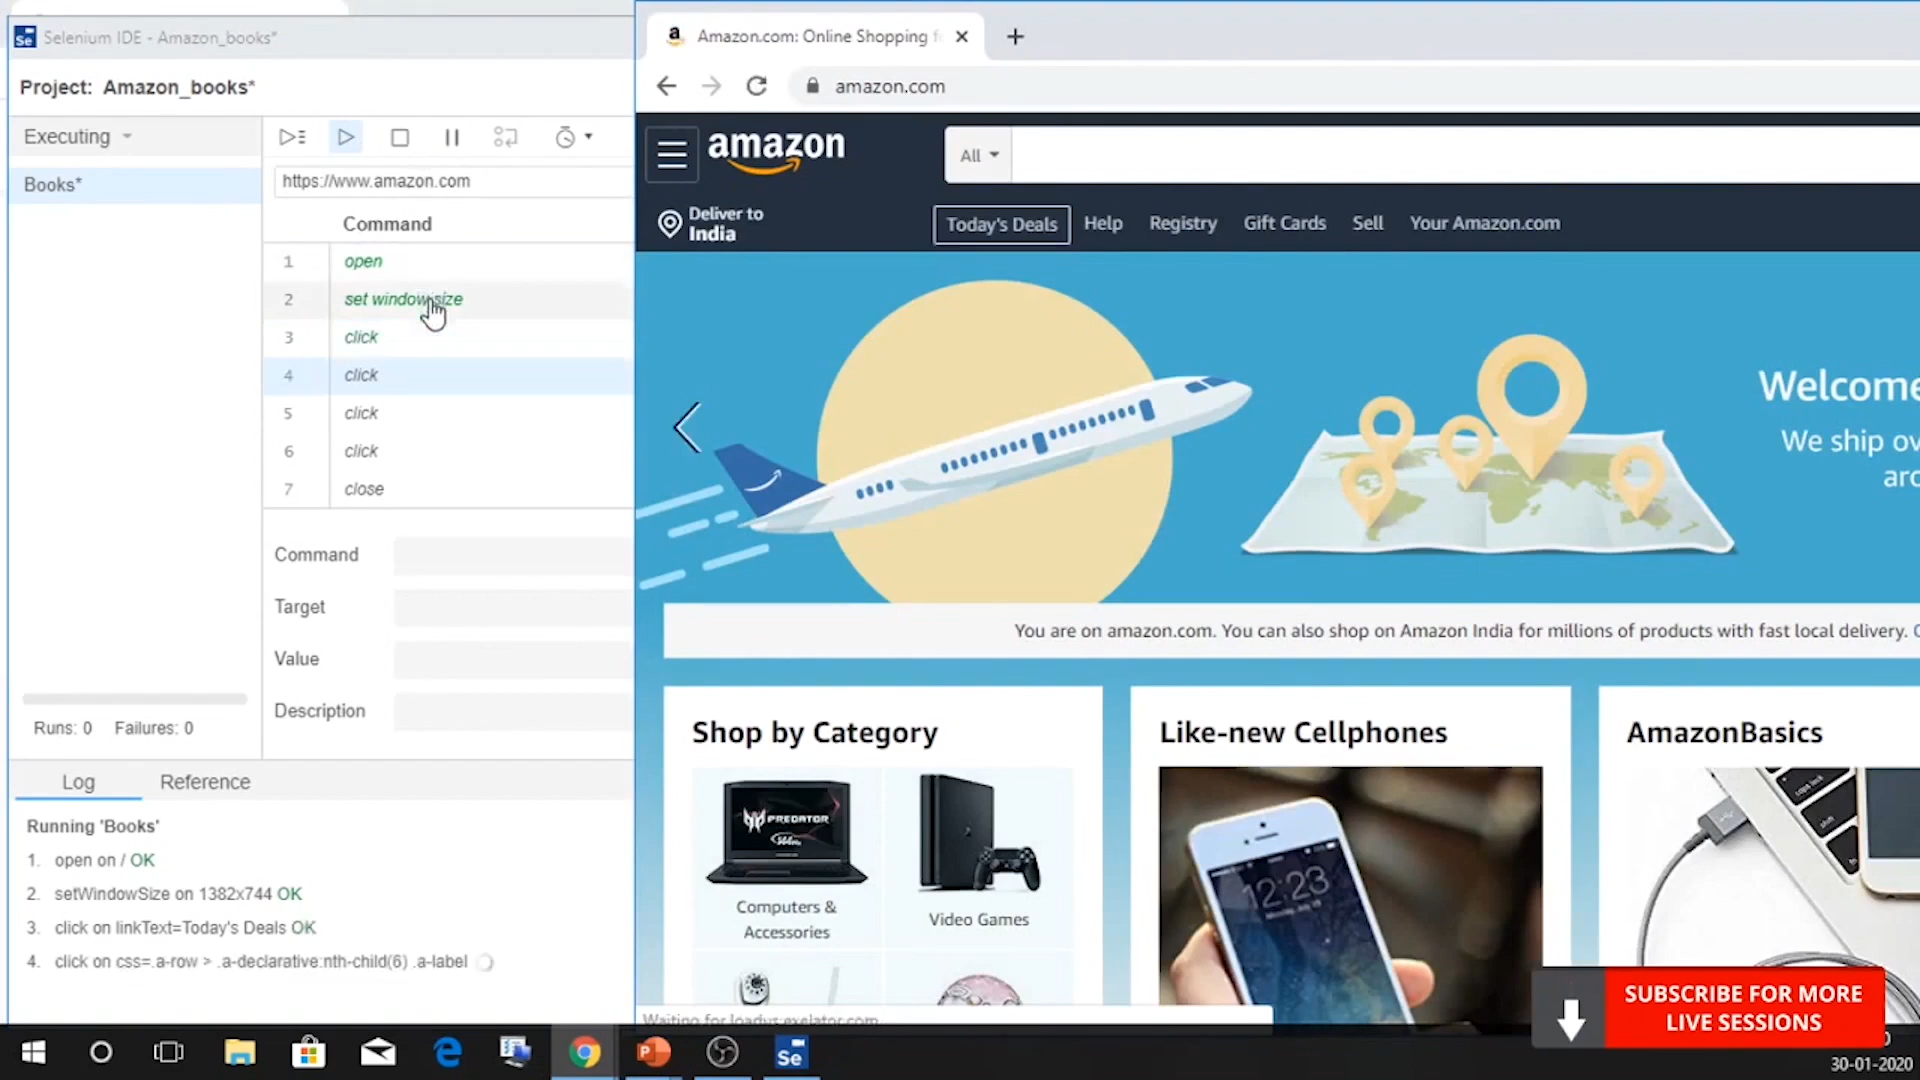 Selenium IDE - Amazon_books*
Project: Amazon_books*
Executing
Books*
https://www.amazon.com
Command
1 open
2 set window size
3 click
4 click
5 click
6 click
7 close
Command
Target
Value
Description
Runs: 0 Failures: 0
Log Reference
Running 'Books'
1. open on / OK
2. setWindowSize on 1382x744 OK
3. click on linkText=Today's Deals OK
4. click on css=.a-row > .a-declarative:nth-child(6) .a-label
Amazon.com: Online Shopping f
amazon.com
amazon
All
Deliver to
India
Today's Deals Help Registry Gift Cards Sell Your Amazon.com
Welcome
We ship ov
arc
You are on amazon.com. You can also shop on Amazon India for millions of products with fast local delivery.
Shop by Category
PREDATOR
Computers &
Accessories
Video Games
Like-new Cellphones
12:23
AmazonBasics
shift
SUBSCRIBE FOR MORE
LIVE SESSIONS
30-01-2020